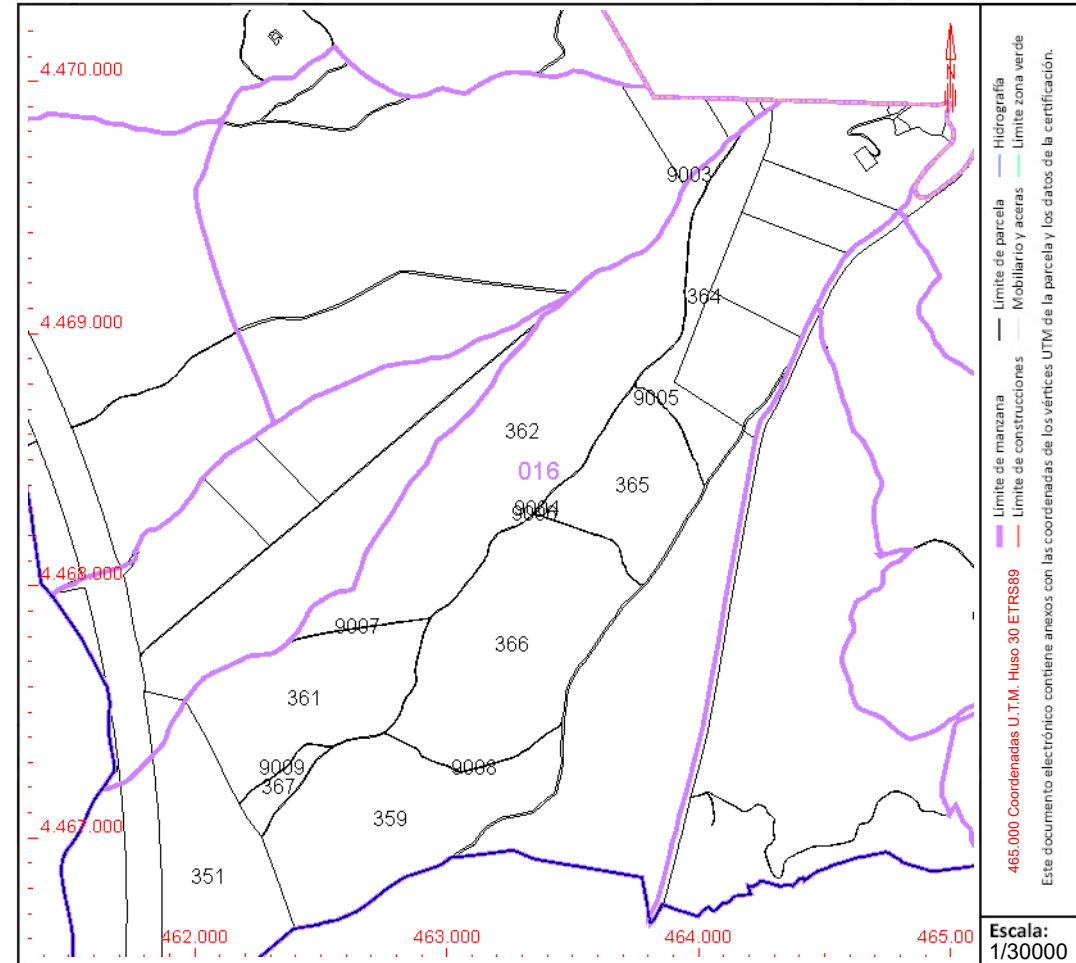 4.470.000
N
9003
364
4.469.000
9005
362
016
365
9004
4.468.000
9007
366
361
9009
9008
367
359
4.467.000
351
462.000
463.000
464.000
465.00
Límite de manzana
Límite de parcela
Hidrografía
Límite de construcciones
Mobiliario y aceras
Límite zona verde
465.000 Coordenadas U.T.M. Huso 30 ETRS89
Este documento electrónico contiene anexos con las coordenadas de los vértices UTM de la parcela y los datos de la certificación.
Escala:
1/30000